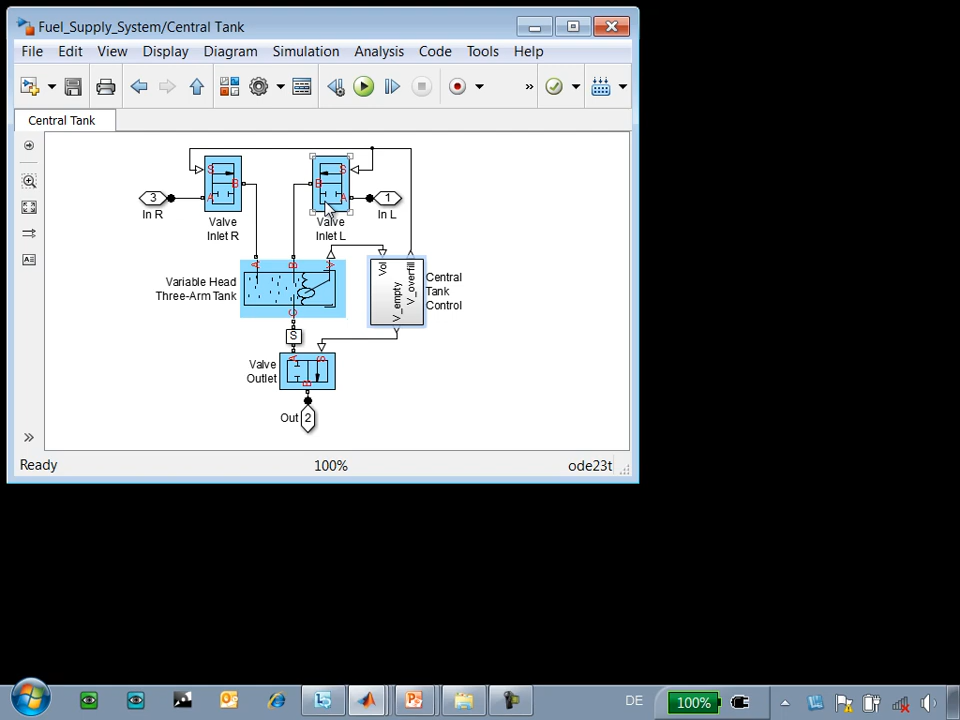 Fuel_Supply_System/Central Tank
File Edit View Display Diagram Simulation Analysis Code Tools Help
»
Central Tank
S
B
A
S
B
A
3
In R
1
In L
Valve
Inlet R
Valve
Inlet L
A
B
V
Vol
V_overfill
V_empty
Variable Head
Three-Arm Tank
Central
Tank
Control
C
S
Valve
Outlet
A
S
B
Out 2
»
Ready
100%
ode23t
DE
100%